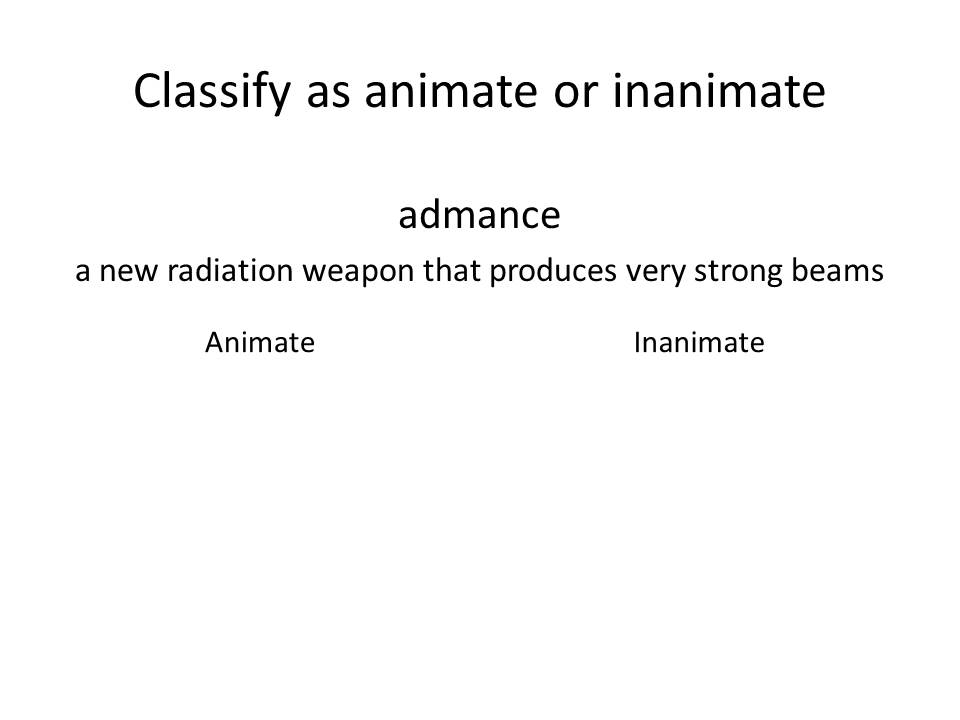 Classify as animate or inanimate
admance
a new radiation weapon that produces very strong beams
Animate Inanimate